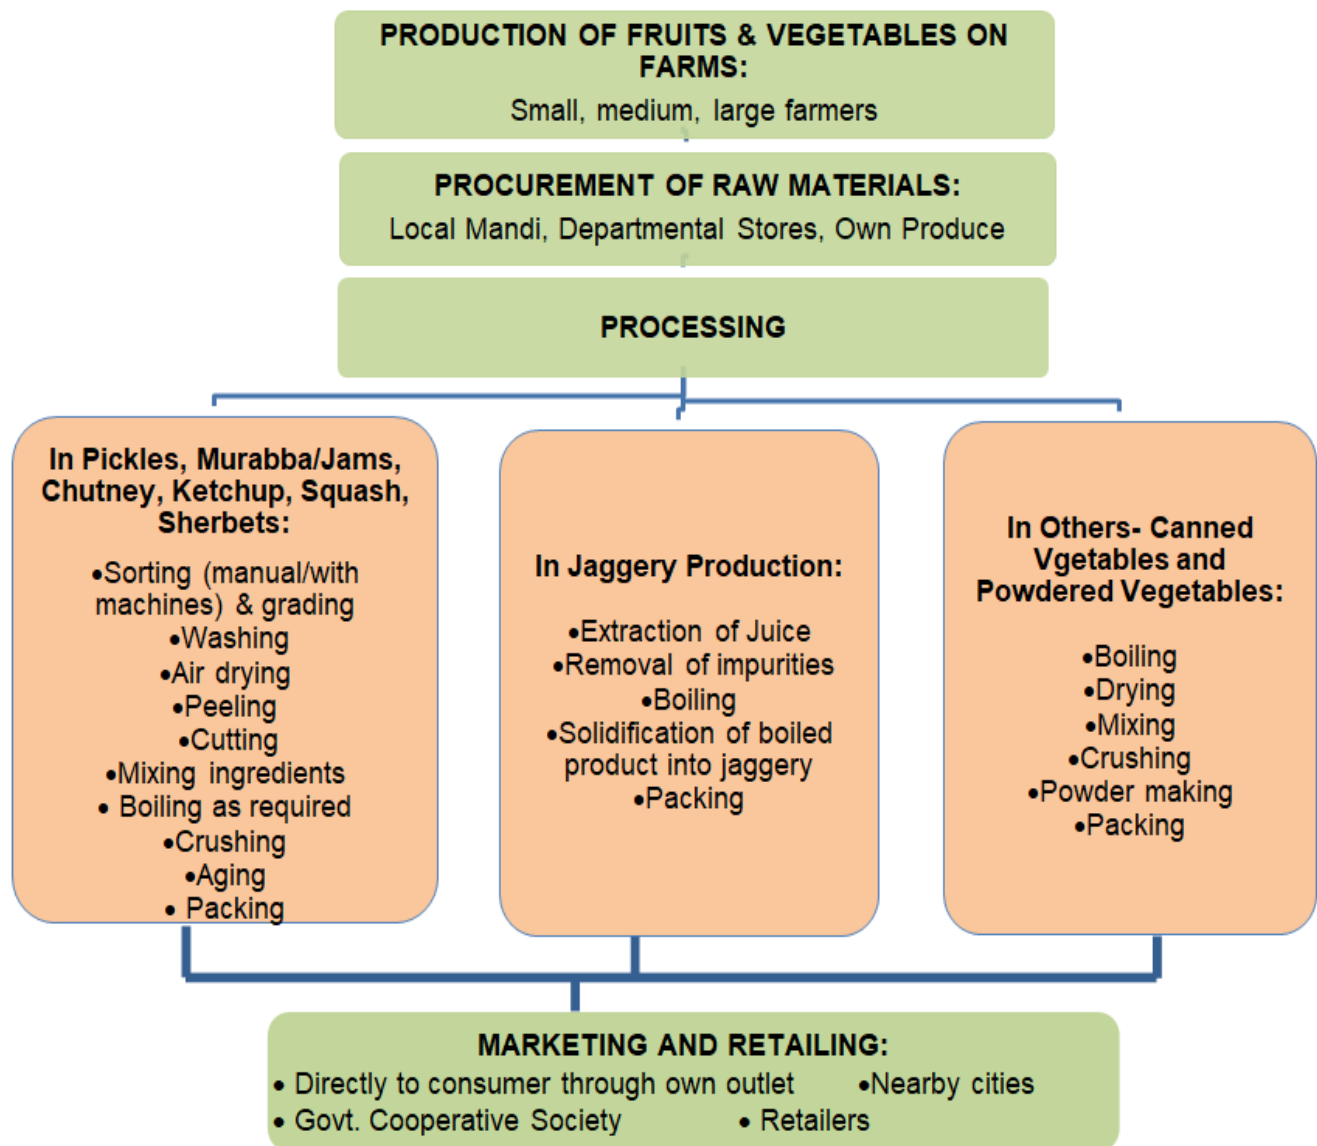 PRODUCTION OF FRUITS & VEGETABLES ON
FARMS:
Small, medium, large farmers
PROCUREMENT OF RAW MATERIALS:
Local Mandi, Departmental Stores, Own Produce
PROCESSING
In Pickles, Murabba/Jams,
Chutney, Ketchup, Squash,
Sherbets:
•Sorting (manual/with
machines) & grading
•Washing
•Air drying
•Peeling
•Cutting
•Mixing ingredients
• Boiling as required
•Crushing
•Aging
• Packing
In Jaggery Production:
•Extraction of Juice
•Removal of impurities
•Boiling
•Solidification of boiled
product into jaggery
•Packing
In Others- Canned
Vgetables and
Powdered Vegetables:
•Boiling
•Drying
•Mixing
•Crushing
•Powder making
•Packing
MARKETING AND RETAILING:
• Directly to consumer through own outlet •Nearby cities
• Govt. Cooperative Society • Retailers